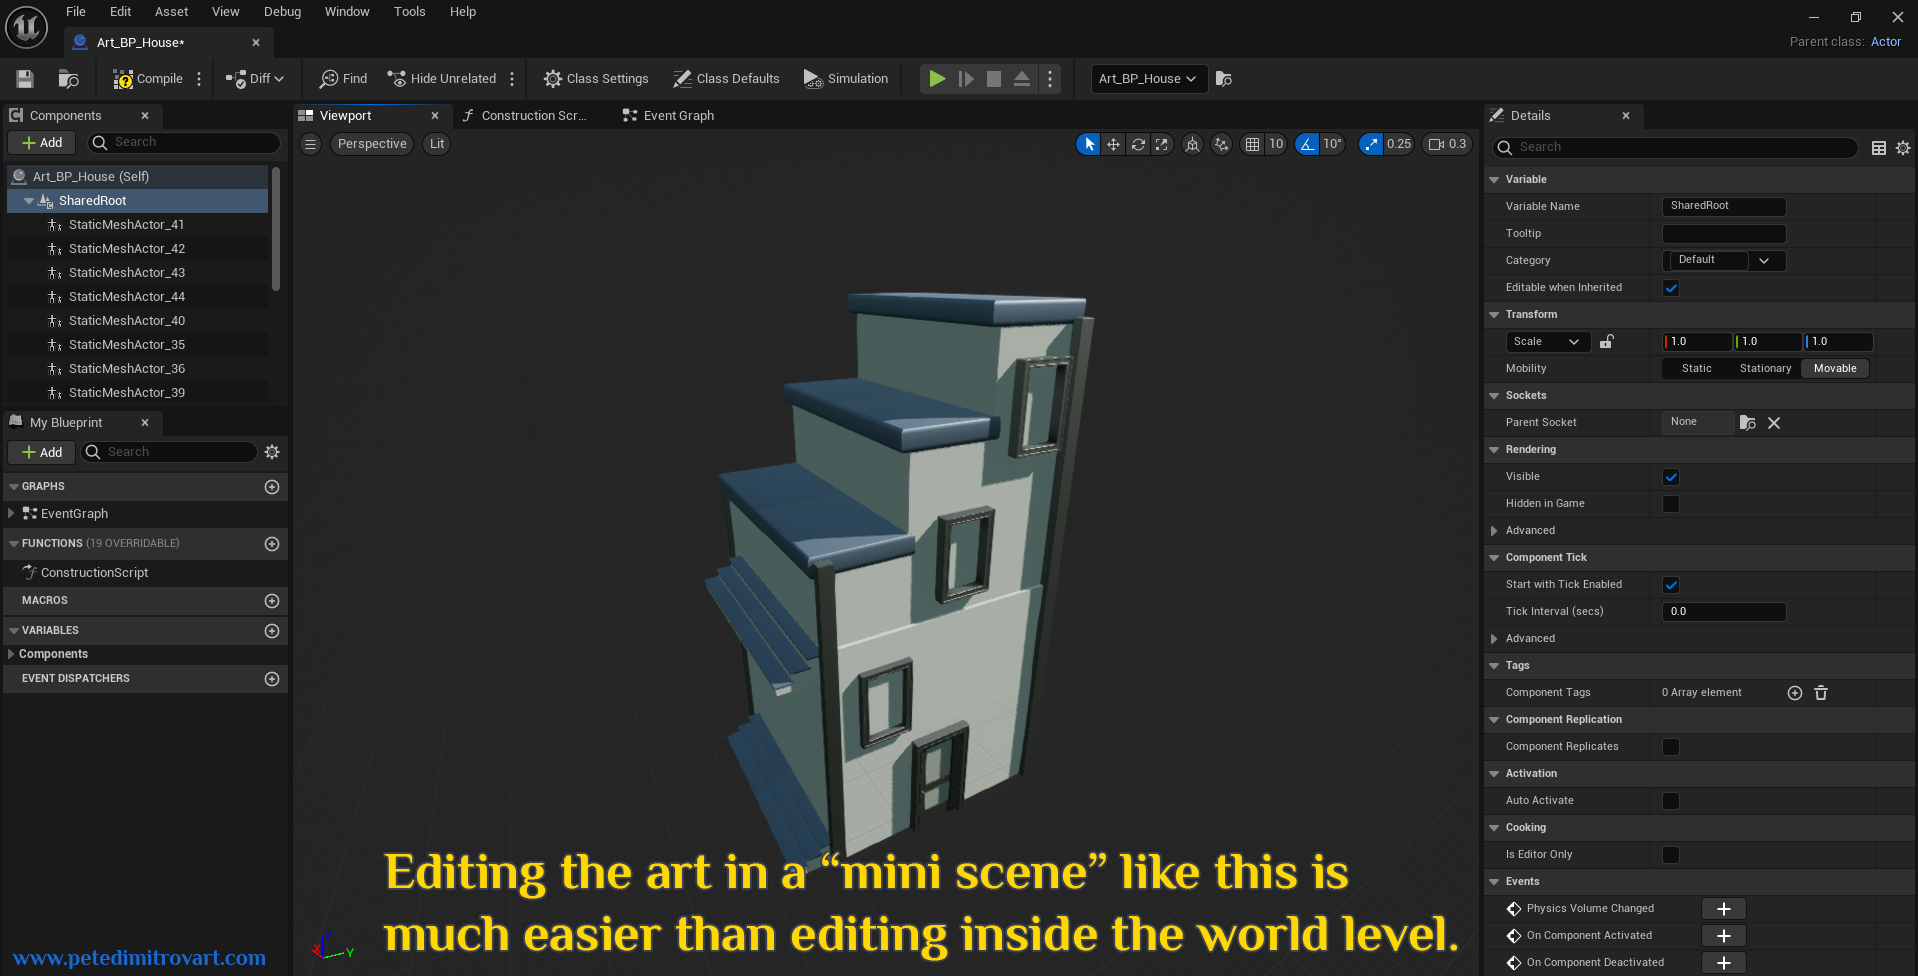 File Edit Asset View Debug Window Tools Help
Art_BP_House*
Parent class: Actor
Compile Diff Find Hide Unrelated Class Settings Class Defaults Simulation Art_BP_House
Components
Add Search
Art_BP_House (Self)
SharedRoot
StaticMeshActor_41
StaticMeshActor_42
StaticMeshActor_43
StaticMeshActor_44
StaticMeshActor_40
StaticMeshActor_35
StaticMeshActor_36
StaticMeshActor_39
My Blueprint
Add Search
GRAPHS
EventGraph
FUNCTIONS (19 OVERRIDABLE)
ConstructionScript
MACROS
VARIABLES
Components
EVENT DISPATCHERS
www.petedimitrovart.com
Viewport Construction Scr... Event Graph
Perspective Lit 10 10° 0.25 0.3
Editing the art in a “mini scene” like this is
much easier than editing inside the world level.
X Y Z
Details
Search
Variable
Variable Name SharedRoot
Tooltip
Category Default
Editable when Inherited
Transform
Scale 1.0 1.0 1.0
Mobility Static Stationary Movable
Sockets
Parent Socket None
Rendering
Visible
Hidden in Game
Advanced
Component Tick
Start with Tick Enabled
Tick Interval (secs) 0.0
Advanced
Tags
Component Tags 0 Array element
Component Replication
Component Replicates
Activation
Auto Activate
Cooking
Is Editor Only
Events
Physics Volume Changed
On Component Activated
On Component Deactivated